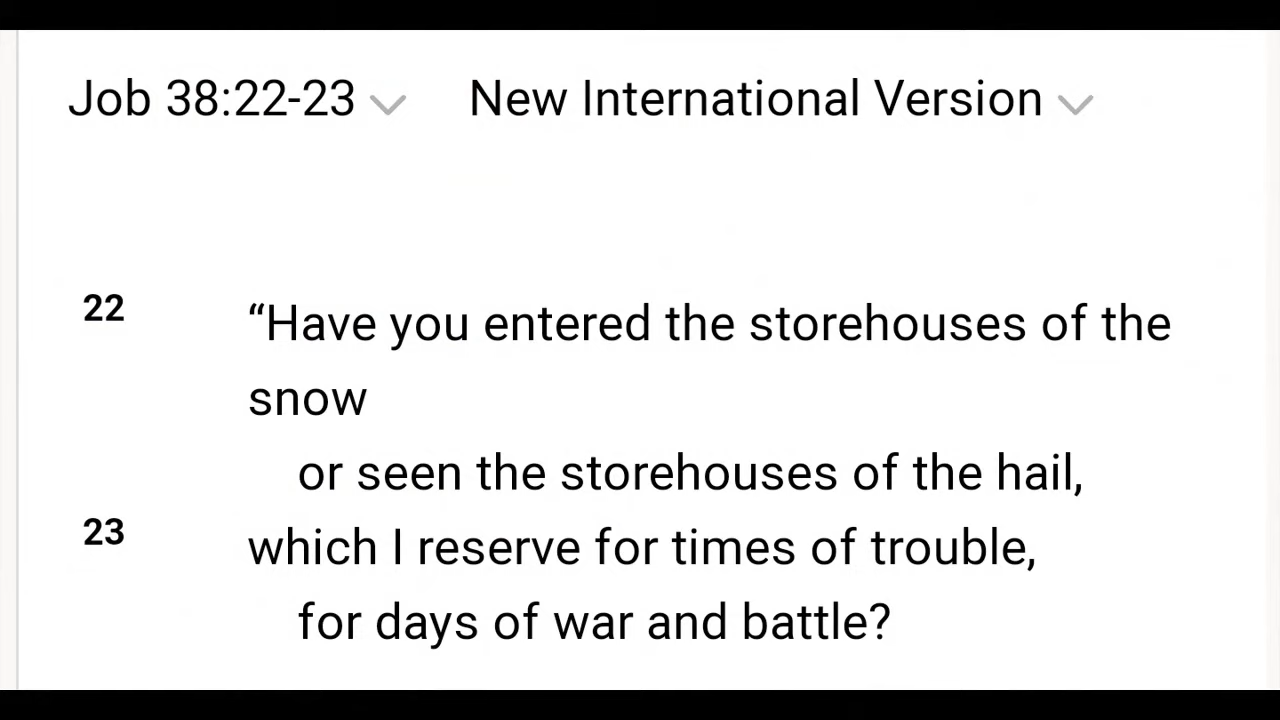 Job 38:22-23 New International Version
22 “Have you entered the storehouses of the
snow
or seen the storehouses of the hail,
23 which I reserve for times of trouble,
for days of war and battle?